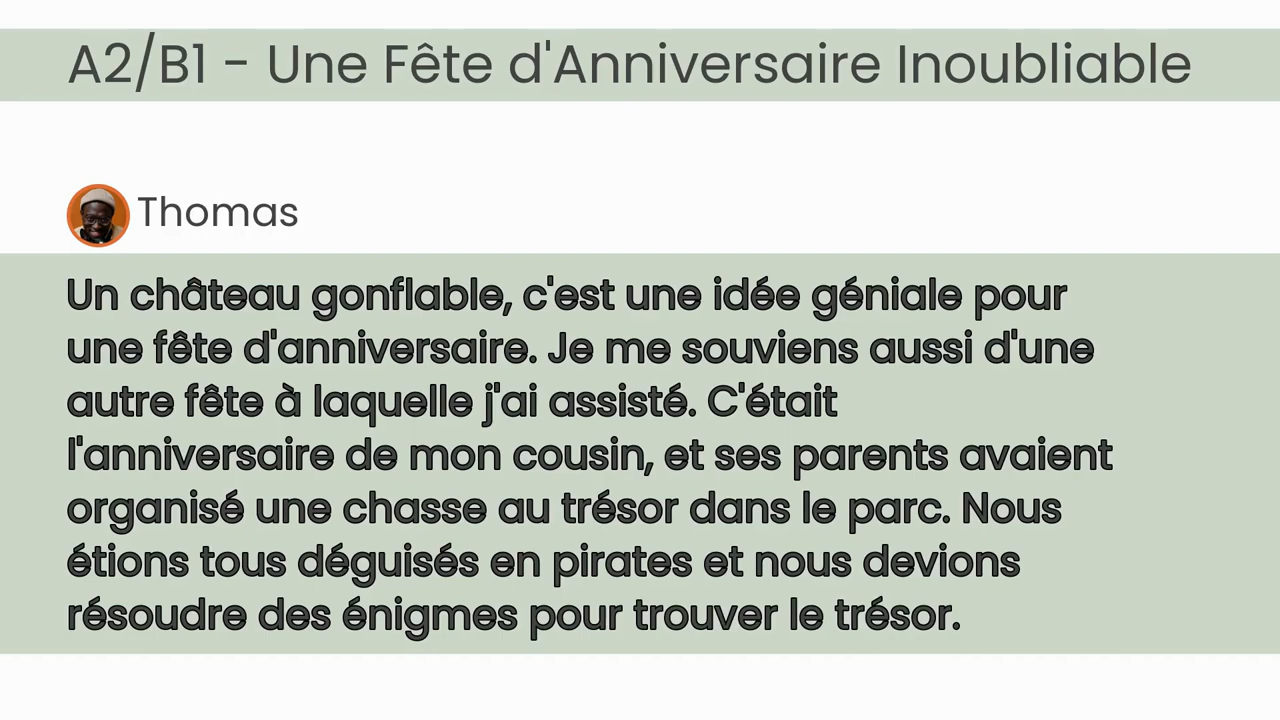 A2/B1 - Une Fête d'Anniversaire Inoubliable
Thomas
Un château gonflable, c'est une idée géniale pour
une fête d'anniversaire. Je me souviens aussi d'une
autre fête à laquelle j'ai assisté. C'était
l'anniversaire de mon cousin, et ses parents avaient
organisé une chasse au trésor dans le parc. Nous
étions tous déguisés en pirates et nous devions
résoudre des énigmes pour trouver le trésor.